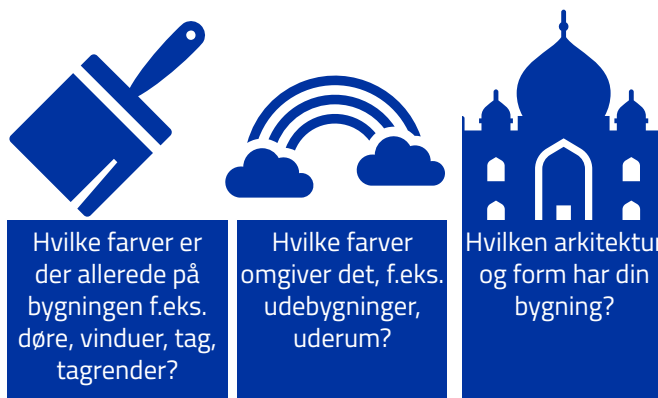 Hvilke farver er
der allerede på
bygningen f.eks.
døre, vinduer, tag,
tagrender?
Hvilke farver
omgiver det, f.eks.
udebygninger,
uderum?
Hvilken arkitektur
og form har din
bygning?